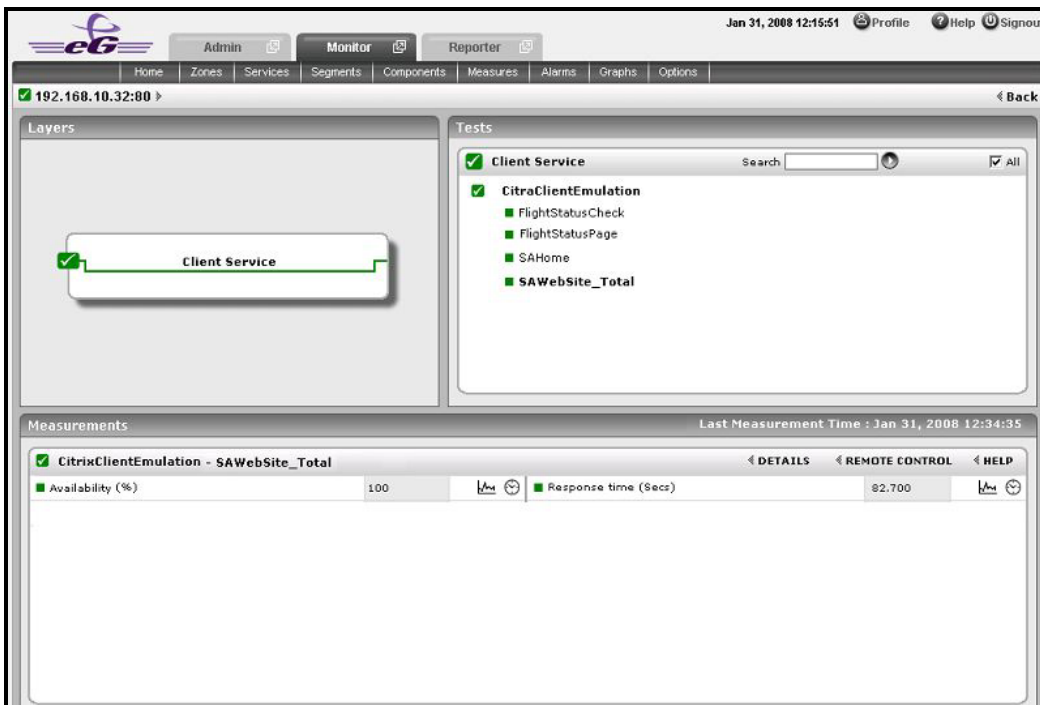 Jan 31, 2008 12:15:51 Profile Help Signou
eG
Admin Monitor Reporter
Home Zones Services Segments Components Measures Alarms Graphs Options
192.168.10.32:80 Back
Layers
Client Service
Tests
Client Service Search All
CitraClientEmulation
FlightStatusCheck
FlightStatusPage
SAHome
SAWebSite_Total
Measurements Last Measurement Time : Jan 31, 2008 12:34:35
CitrixClientEmulation - SAWebSite_Total DETAILS REMOTE CONTROL HELP
Availability (%) 100 Response time (Secs) 82.700